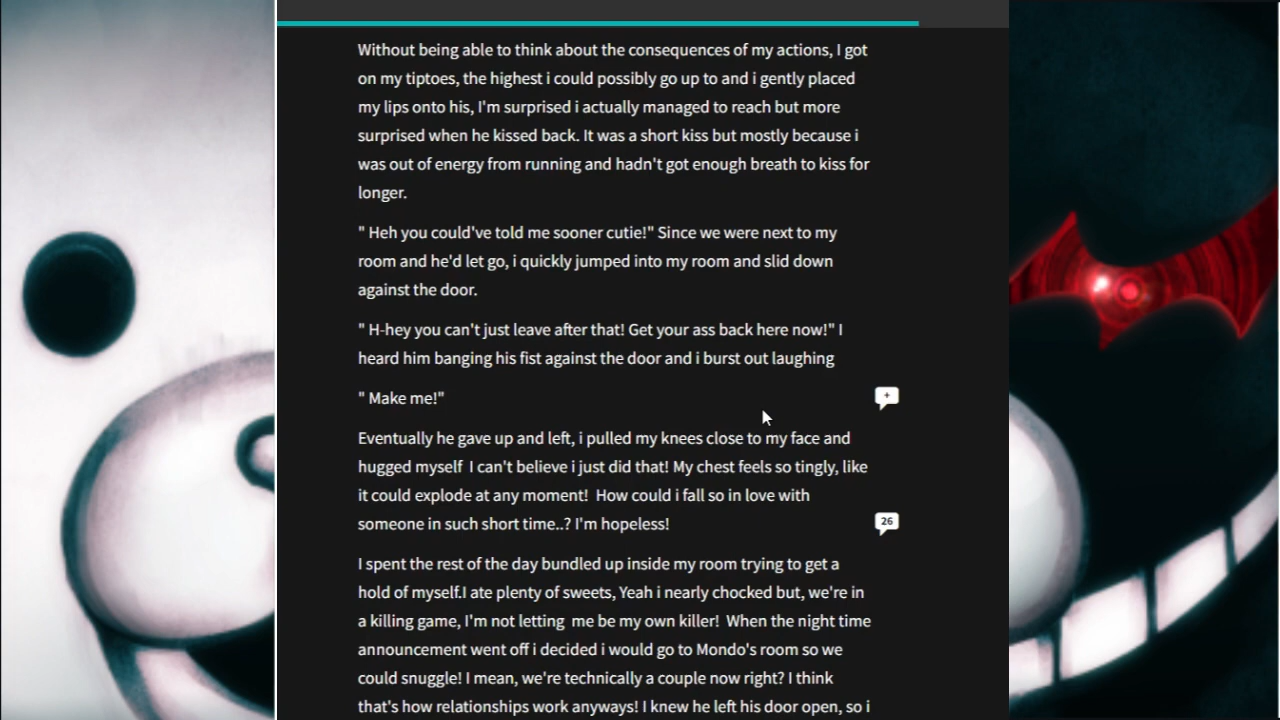 Without being able to think about the consequences of my actions, I got
on my tiptoes, the highest i could possibly go up to and i gently placed
my lips onto his, I'm surprised i actually managed to reach but more
surprised when he kissed back. It was a short kiss but mostly because i
was out of energy from running and hadn't got enough breath to kiss for
longer.
" Heh you could've told me sooner cutie!" Since we were next to my
room and he'd let go, i quickly jumped into my room and slid down
against the door.
" H-hey you can't just leave after that! Get your ass back here now!" I
heard him banging his fist against the door and i burst out laughing
" Make me!"
+
Eventually he gave up and left, i pulled my knees close to my face and
hugged myself  I can't believe i just did that! My chest feels so tingly, like
it could explode at any moment!  How could i fall so in love with
someone in such short time..? I'm hopeless!
26
I spent the rest of the day bundled up inside my room trying to get a
hold of myself.I ate plenty of sweets, Yeah i nearly chocked but, we're in
a killing game, I'm not letting  me be my own killer!  When the night time
announcement went off i decided i would go to Mondo's room so we
could snuggle! I mean, we're technically a couple now right? I think
that's how relationships work anyways! I knew he left his door open, so i